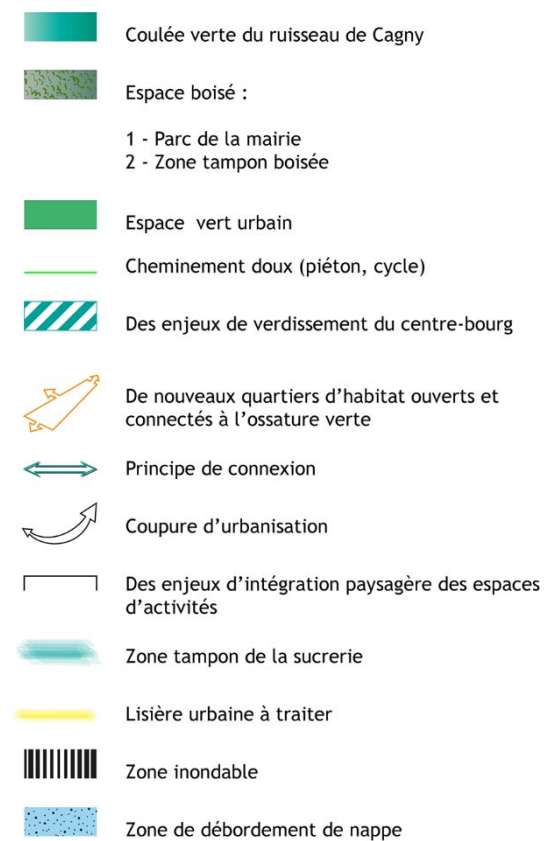 Coulée verte du ruisseau de Cagny
Espace boisé :
1 - Parc de la mairie
2 - Zone tampon boisée
Espace vert urbain
Cheminement doux (piéton, cycle)
Des enjeux de verdissement du centre-bourg
De nouveaux quartiers d'habitat ouverts et
connectés à l'ossature verte
Principe de connexion
Coupure d'urbanisation
Des enjeux d'intégration paysagère des espaces
d'activités
Zone tampon de la sucrerie
Lisière urbaine à traiter
Zone inondable
Zone de débordement de nappe